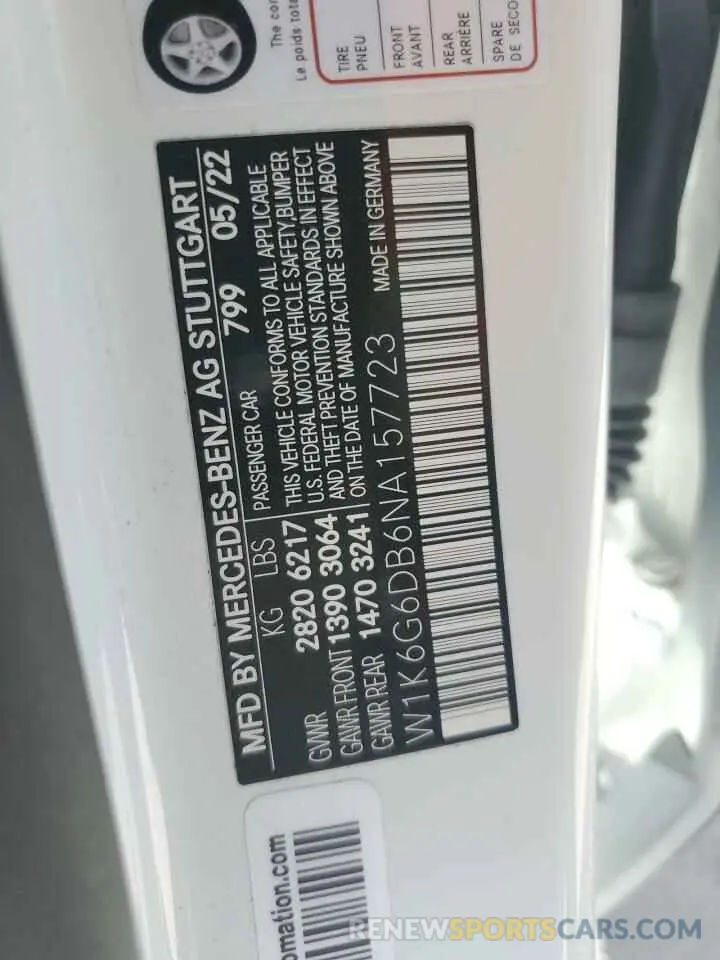 The
Le poids
TIRE
PNEU
FRONT
AVANT
REAR
ARRIÈRE
SPARE
DE
MFD BY MERCEDES-BENZ AG STUTTGART
KG LBS PASSENGER CAR 799 05/22
GVWR 2820 6217
GAWR FRONT 1390 3064
GAWR REAR 1470 3241
THIS VEHICLE CONFORMS TO ALL APPLICABLE
U.S. FEDERAL MOTOR VEHICLE SAFETY,BUMPER
AND THEFT PREVENTION STANDARDS IN EFFECT
ON THE DATE OF MANUFACTURE SHOWN ABOVE
W1K6G6DB6NA157723 MADE IN GERMANY
omation.com
RENEWSPORTSCARS.COM